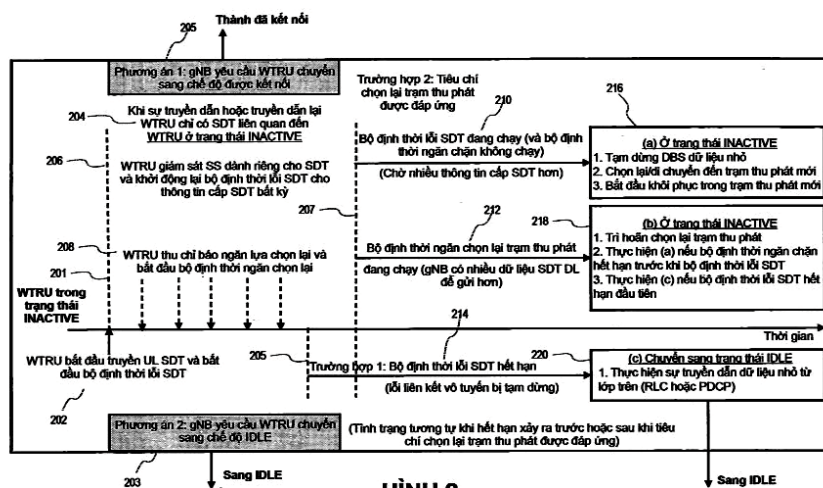 205
Thành đã kết nối
Phương án 1: gNB yêu cầu WTRU chuyển
sang chế độ được kết nối
204
Khi sự truyền dẫn hoặc truyền dẫn lại
WTRU chỉ có SDT liên quan đến
WTRU ở trang thái INACTIVE
206
WTRU giám sát SS dành riêng cho SDT
và khởi động lại bộ định thời lỗi SDT cho
thông tin cấp SDT bất kỳ
208
WTRU thu chỉ báo ngăn lựa chọn lại và
bắt đầu bộ định thời ngăn chọn lại
201
WTRU trong
trạng thái
INACTIVE
Trường hợp 2: Tiêu chí
chọn lại trạm thu phát
được đáp ứng
210
Bộ định thời lỗi SDT đang chạy (và bộ định
thời ngăn chặn không chạy)
(Chờ nhiều thông tin cấp SDT hơn)
207
212
Bộ định thời ngăn chọn lại trạm thu phát
đang chạy (gNB có nhiều dữ liệu SDT DL
để gửi hơn)
216
(a) Ở trang thái INACTIVE
1. Tạm dừng DBS dữ liệu nhỏ
2. Chọn lại/di chuyển đến trạm thu phát mới
3. Bắt đầu khôi phục trong trạm thu phát mới
218
(b) Ở trang thái INACTIVE
1. Trì hoãn chọn lại trạm thu phát
2. Thực hiện (a) nếu bộ định thời ngăn chặn
hết hạn trước khi bộ định thời lỗi SDT
3. Thực hiện (c) nếu bộ định thời lỗi SDT hết
hạn đầu tiên
Thời gian
WTRU bắt đầu truyền UL SDT và bắt
đầu bộ định thời lỗi SDT
202
205
214
Trường hợp 1: Bộ định thời lỗi SDT hết hạn
(lỗi liên kết vô tuyến bị tạm dừng)
220
(c) Chuyển sang trạng thái IDLE
1. Thực hiện sự truyền dẫn dữ liệu nhỏ từ
lớp trên (RLC hoặc PDCP)
Phương án 2: gNB yêu cầu WTRU chuyển
sang chế độ IDLE
(Tình trạng tương tự khi hết hạn xảy ra trước hoặc sau khi tiêu
chí chọn lại trạm thu phát được đáp ứng)
203
Sang IDLE
Sang IDLE